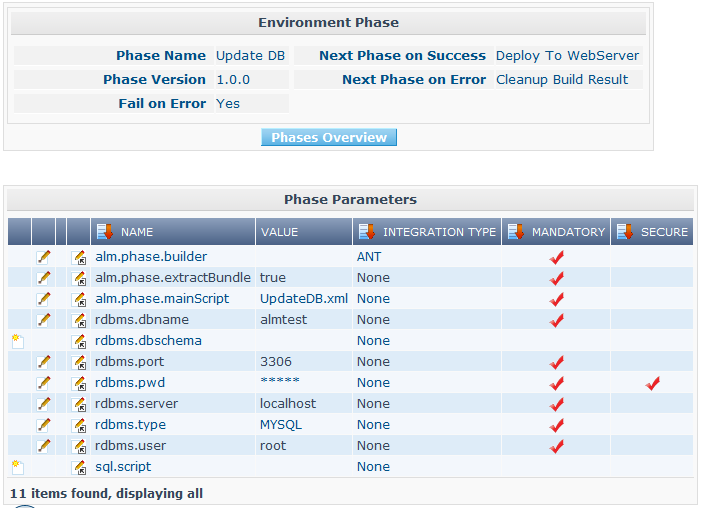 Environment Phase
Phase Name Update DB Next Phase on Success Deploy To WebServer
Phase Version 1.0.0 Next Phase on Error Cleanup Build Result
Fail on Error Yes
Phases Overview
Phase Parameters
NAME VALUE INTEGRATION TYPE MANDATORY SECURE
alm.phase.builder ANT
alm.phase.extractBundle true None
alm.phase.mainScript UpdateDB.xml None
rdbms.dbname almtest None
rdbms.dbschema None
rdbms.port 3306 None
rdbms.pwd ***** None
rdbms.server localhost None
rdbms.type MYSQL None
rdbms.user root None
sql.script None
11 items found, displaying all